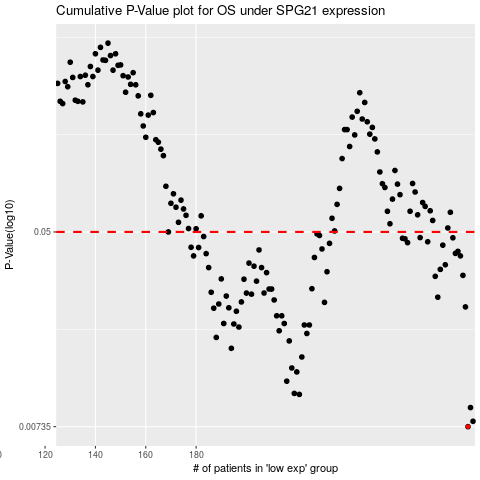 Cumulative P-Value plot for OS under SPG21 expression
P-Value(log10)
0.05
0.00735
0 120 140 160 180
# of patients in 'low exp' group